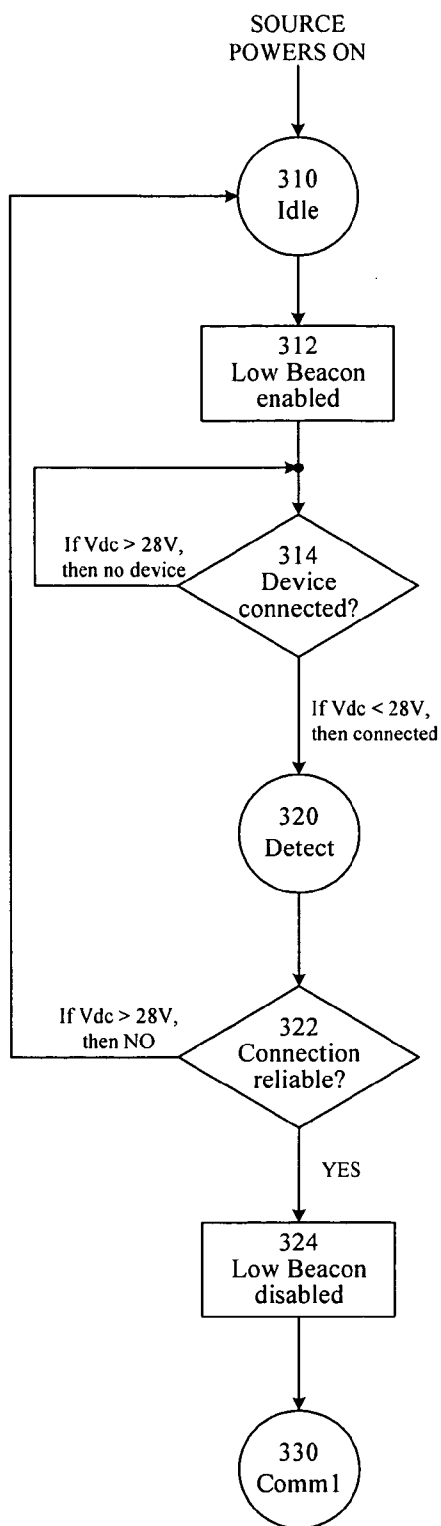 SOURCE
POWERS ON
310
Idle
312
Low Beacon
enabled
If Vdc > 28V,
then no device
314
Device
connected?
If Vdc < 28V,
then connected
320
Detect
If Vdc > 28V,
then NO
322
Connection
reliable?
YES
324
Low Beacon
disabled
330
Comm1